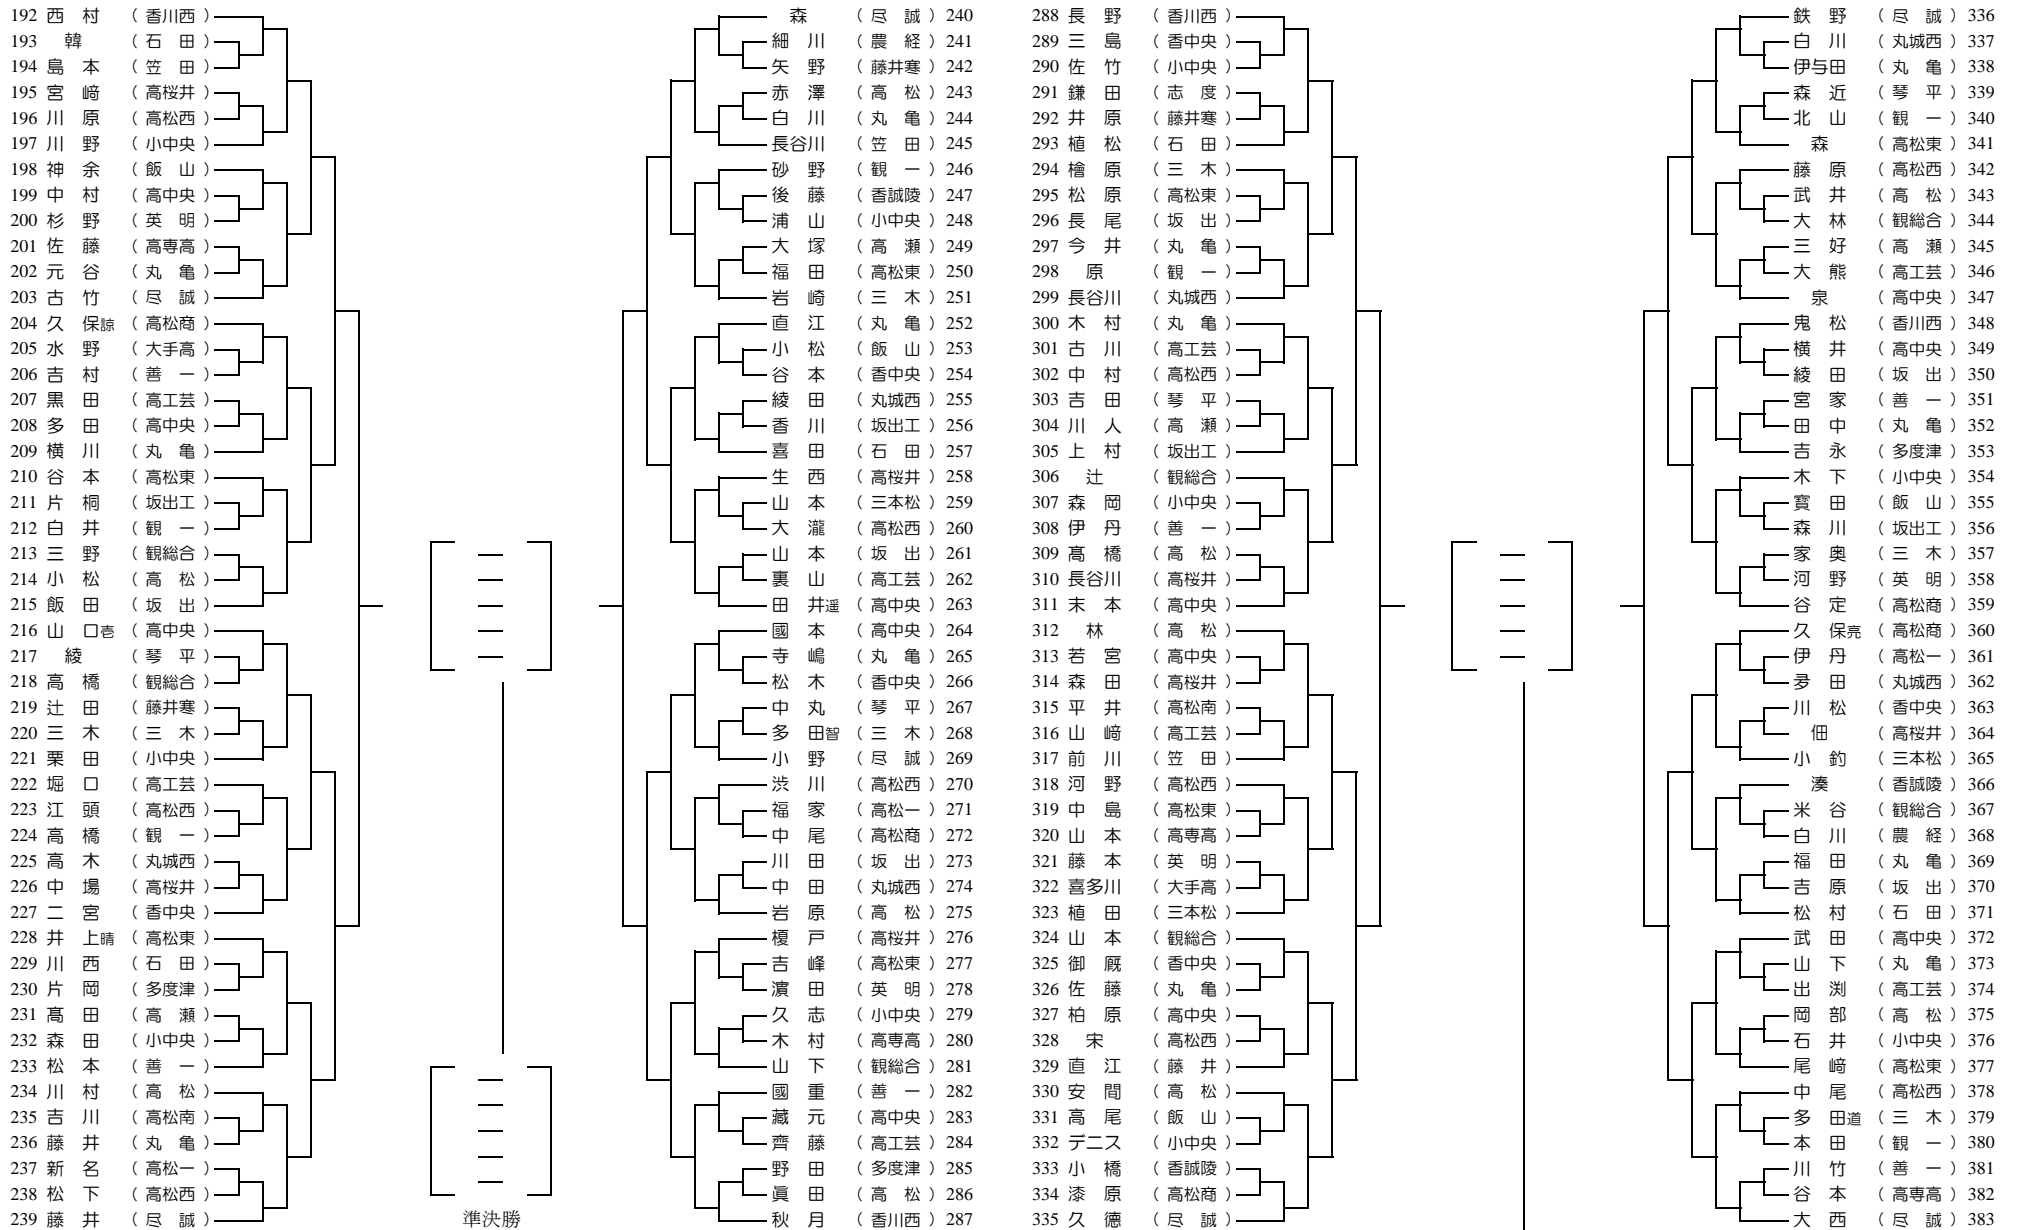 192 西 村 ( 香川西 )
193 韓 ( 石 田 )
194 島 本 ( 笠 田 )
195 宮 﨑 ( 高桜井 )
196 川 原 ( 高松西 )
197 川 野 ( 小中央 )
198 神 余 ( 飯 山 )
199 中 村 ( 高中央 )
200 杉 野 ( 英 明 )
201 佐 藤 ( 高専高 )
202 元 谷 ( 丸 亀 )
203 古 竹 ( 尽 誠 )
204 久 保諒 ( 高松商 )
205 水 野 ( 大手高 )
206 吉 村 ( 善 一 )
207 黒 田 ( 高工芸 )
208 多 田 ( 高中央 )
209 横 川 ( 丸 亀 )
210 谷 本 ( 高松東 )
211 片 桐 ( 坂出工 )
212 白 井 ( 観 一 )
213 三 野 ( 観総合 )
214 小 松 ( 高 松 )
215 飯 田 ( 坂 出 )
216 山 口壱 ( 高中央 )
217 綾 ( 琴 平 )
218 高 橋 ( 観総合 )
219 辻 田 ( 藤井寒 )
220 三 木 ( 三 木 )
221 栗 田 ( 小中央 )
222 堀 口 ( 高工芸 )
223 江 頭 ( 高松西 )
224 高 橋 ( 観 一 )
225 高 木 ( 丸城西 )
226 中 場 ( 高桜井 )
227 二 宮 ( 香中央 )
228 井 上晴 ( 高松東 )
229 川 西 ( 石 田 )
230 片 岡 ( 多度津 )
231 髙 田 ( 高 瀬 )
232 森 田 ( 小中央 )
233 松 本 ( 善 一 )
234 川 村 ( 高 松 )
235 吉 川 ( 高松南 )
236 藤 井 ( 丸 亀 )
237 新 名 ( 高松一 )
238 松 下 ( 高松西 )
239 藤 井 ( 尽 誠 )
準決勝
森 ( 尽 誠 ) 240
細 川 ( 農 経 ) 241
矢 野 ( 藤井寒 ) 242
赤 澤 ( 高 松 ) 243
白 川 ( 丸 亀 ) 244
長谷川 ( 笠 田 ) 245
砂 野 ( 観 一 ) 246
後 藤 ( 香誠陵 ) 247
浦 山 ( 小中央 ) 248
大 塚 ( 高 瀬 ) 249
福 田 ( 高松東 ) 250
岩 崎 ( 三 木 ) 251
直 江 ( 丸 亀 ) 252
小 松 ( 飯 山 ) 253
谷 本 ( 香中央 ) 254
綾 田 ( 丸城西 ) 255
香 川 ( 坂出工 ) 256
喜 田 ( 石 田 ) 257
生 西 ( 高桜井 ) 258
山 本 ( 三本松 ) 259
大 瀧 ( 高松西 ) 260
山 本 ( 坂 出 ) 261
裏 山 ( 高工芸 ) 262
田 井遥 ( 高中央 ) 263
國 本 ( 高中央 ) 264
寺 嶋 ( 丸 亀 ) 265
松 木 ( 香中央 ) 266
中 丸 ( 琴 平 ) 267
多 田智 ( 三 木 ) 268
小 野 ( 尽 誠 ) 269
渋 川 ( 高松西 ) 270
福 家 ( 高松一 ) 271
中 尾 ( 高松商 ) 272
川 田 ( 坂 出 ) 273
中 田 ( 丸城西 ) 274
岩 原 ( 高 松 ) 275
榎 戸 ( 高桜井 ) 276
吉 峰 ( 高松東 ) 277
濵 田 ( 英 明 ) 278
久 志 ( 小中央 ) 279
木 村 ( 高専高 ) 280
山 下 ( 観総合 ) 281
國 重 ( 善 一 ) 282
藏 元 ( 高中央 ) 283
齊 藤 ( 高工芸 ) 284
野 田 ( 多度津 ) 285
眞 田 ( 高 松 ) 286
秋 月 ( 香川西 ) 287
288 長 野 ( 香川西 )
289 三 島 ( 香中央 )
290 佐 竹 ( 小中央 )
291 鎌 田 ( 志 度 )
292 井 原 ( 藤井寒 )
293 植 松 ( 石 田 )
294 檜 原 ( 三 木 )
295 松 原 ( 高松東 )
296 長 尾 ( 坂 出 )
297 今 井 ( 丸 亀 )
298 原 ( 観 一 )
299 長谷川 ( 丸城西 )
300 木 村 ( 丸 亀 )
301 古 川 ( 高工芸 )
302 中 村 ( 高松西 )
303 吉 田 ( 琴 平 )
304 川 人 ( 高 瀬 )
305 上 村 ( 坂出工 )
306 辻 ( 観総合 )
307 森 岡 ( 小中央 )
308 伊 丹 ( 善 一 )
309 髙 橋 ( 高 松 )
310 長谷川 ( 高桜井 )
311 末 本 ( 高中央 )
312 林 ( 高 松 )
313 若 宮 ( 高中央 )
314 森 田 ( 高桜井 )
315 平 井 ( 高松南 )
316 山 﨑 ( 高工芸 )
317 前 川 ( 笠 田 )
318 河 野 ( 高松西 )
319 中 島 ( 高松東 )
320 山 本 ( 高専高 )
321 藤 本 ( 英 明 )
322 喜多川 ( 大手高 )
323 植 田 ( 三本松 )
324 山 本 ( 観総合 )
325 御 厩 ( 香中央 )
326 佐 藤 ( 丸 亀 )
327 柏 原 ( 高中央 )
328 宋 ( 高松西 )
329 直 江 ( 藤 井 )
330 安 間 ( 高 松 )
331 高 尾 ( 飯 山 )
332 デニス ( 小中央 )
333 小 橋 ( 香誠陵 )
334 漆 原 ( 高松商 )
335 久 德 ( 尽 誠 )
鉄 野 ( 尽 誠 ) 336
白 川 ( 丸城西 ) 337
伊与田 ( 丸 亀 ) 338
森 近 ( 琴 平 ) 339
北 山 ( 観 一 ) 340
森 ( 高松東 ) 341
藤 原 ( 高松西 ) 342
武 井 ( 高 松 ) 343
大 林 ( 観総合 ) 344
三 好 ( 高 瀬 ) 345
大 熊 ( 高工芸 ) 346
泉 ( 高中央 ) 347
鬼 松 ( 香川西 ) 348
横 井 ( 高中央 ) 349
綾 田 ( 坂 出 ) 350
宮 家 ( 善 一 ) 351
田 中 ( 丸 亀 ) 352
吉 永 ( 多度津 ) 353
木 下 ( 小中央 ) 354
寳 田 ( 飯 山 ) 355
森 川 ( 坂出工 ) 356
家 奥 ( 三 木 ) 357
河 野 ( 英 明 ) 358
谷 定 ( 高松商 ) 359
久 保亮 ( 高松商 ) 360
伊 丹 ( 高松一 ) 361
夛 田 ( 丸城西 ) 362
川 松 ( 香中央 ) 363
佃 ( 高桜井 ) 364
小 釣 ( 三本松 ) 365
湊 ( 香誠陵 ) 366
米 谷 ( 観総合 ) 367
白 川 ( 農 経 ) 368
福 田 ( 丸 亀 ) 369
吉 原 ( 坂 出 ) 370
松 村 ( 石 田 ) 371
武 田 ( 高中央 ) 372
山 下 ( 丸 亀 ) 373
出 渕 ( 高工芸 ) 374
岡 部 ( 高 松 ) 375
石 井 ( 小中央 ) 376
尾 﨑 ( 高松東 ) 377
中 尾 ( 高松西 ) 378
多 田道 ( 三 木 ) 379
本 田 ( 観 一 ) 380
川 竹 ( 善 一 ) 381
谷 本 ( 高専高 ) 382
大 西 ( 尽 誠 ) 383